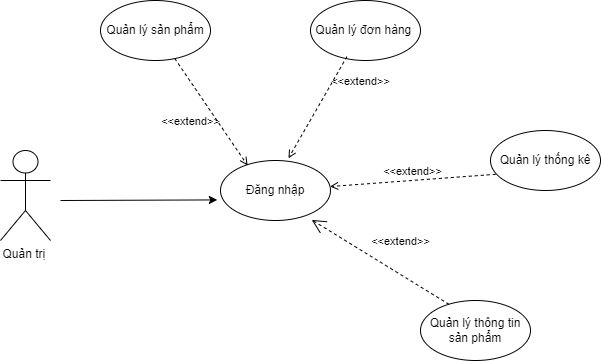 Quản lý sản phẩm
Quản lý đơn hàng
<<extend>>
<<extend>>
Quản lý thống kê
<<extend>>
Đăng nhập
Quản trị
<<extend>>
Quản lý thông tin
sản phẩm